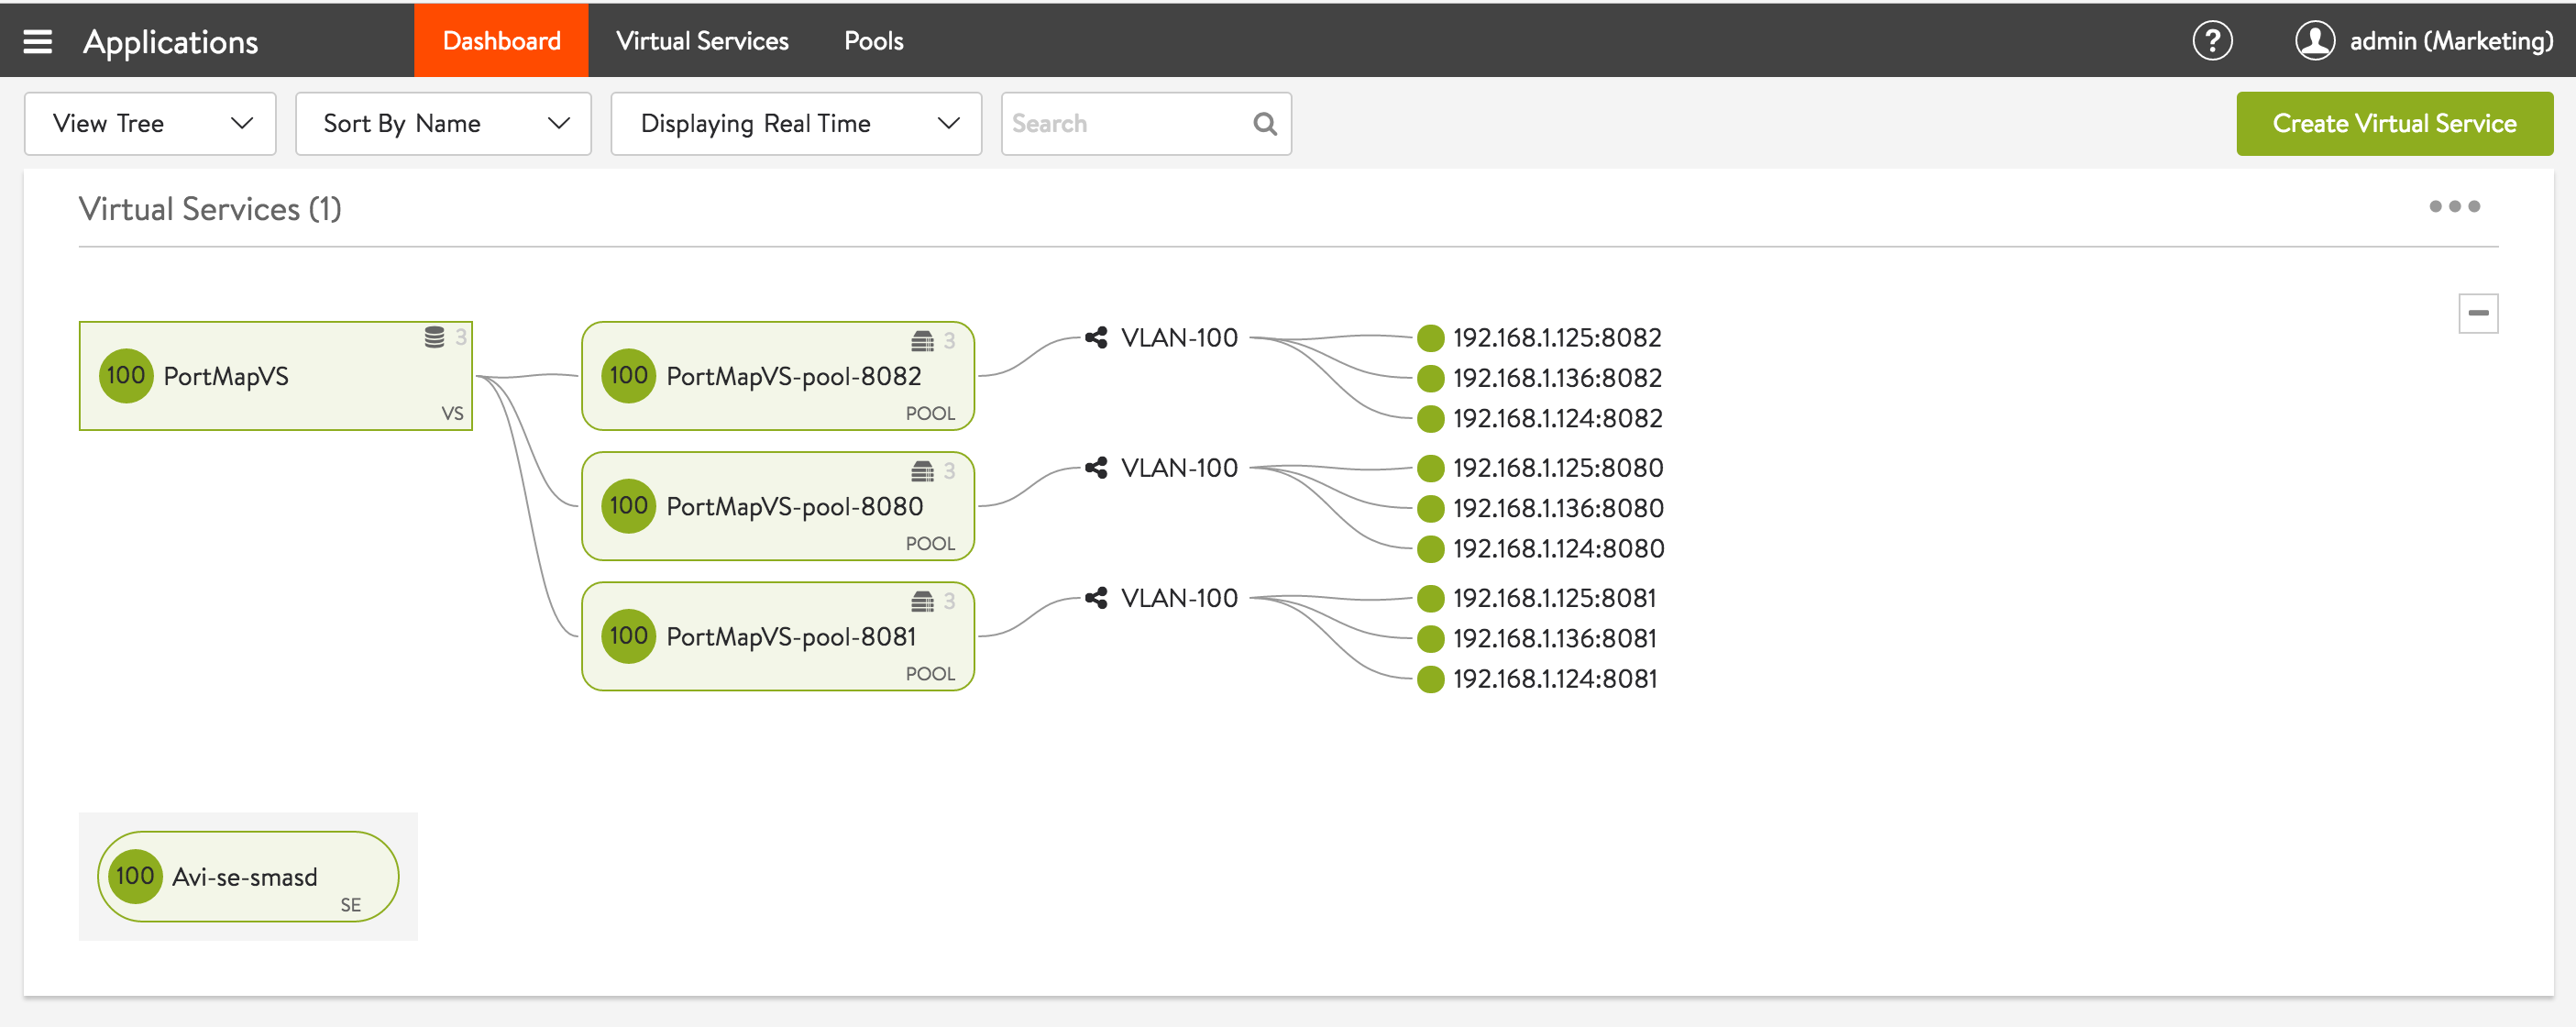 Applications Dashboard Virtual Services Pools ? admin (Marketing)
View Tree Sort By Name Displaying Real Time Search Create Virtual Service
Virtual Services (1)
3
100 PortMapVS
VS
3
100 PortMapVS-pool-8082
POOL
VLAN-100
192.168.1.125:8082
192.168.1.136:8082
192.168.1.124:8082
3
100 PortMapVS-pool-8080
POOL
VLAN-100
192.168.1.125:8080
192.168.1.136:8080
192.168.1.124:8080
3
100 PortMapVS-pool-8081
POOL
VLAN-100
192.168.1.125:8081
192.168.1.136:8081
192.168.1.124:8081
100 Avi-se-smasd
SE